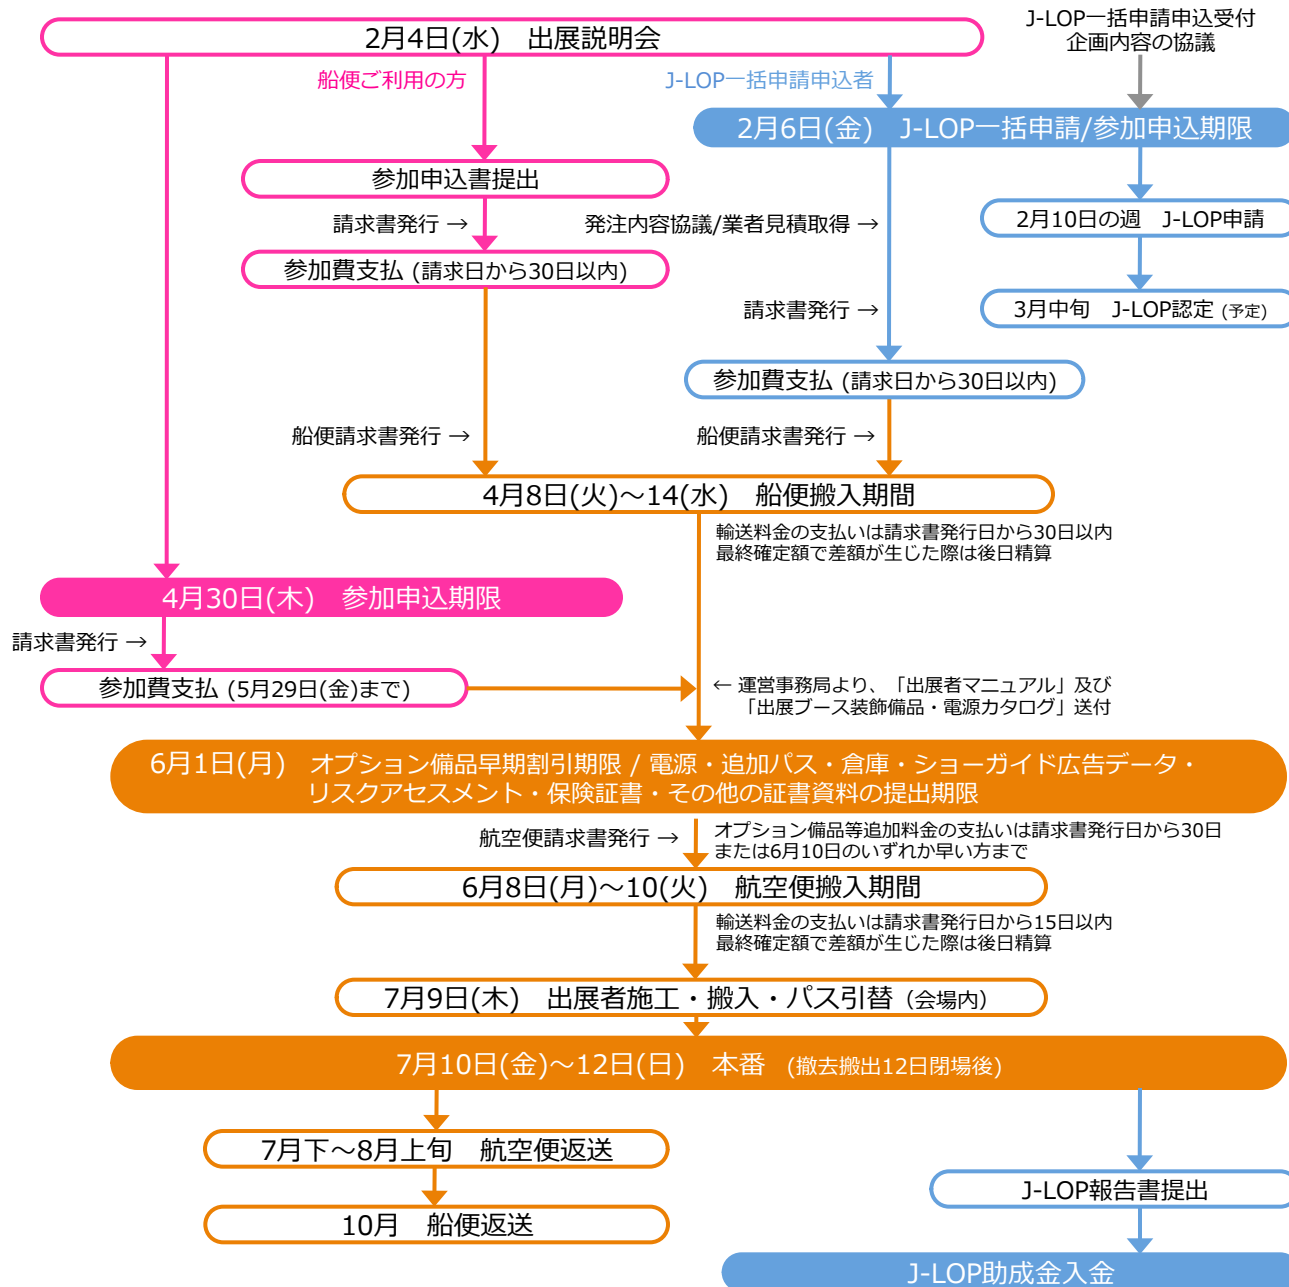 2月4日(水)　出展説明会
J-LOP一括申請申込受付
企画内容の協議
船便ご利用の方
J-LOP一括申請申込者
2月6日(金)　J-LOP一括申請/参加申込期限
参加申込書提出
請求書発行 →
発注内容協議/業者見積取得 →
2月10日の週　J-LOP申請
参加費支払 (請求日から30日以内)
請求書発行 →
3月中旬　J-LOP認定 (予定)
参加費支払 (請求日から30日以内)
船便請求書発行 →
船便請求書発行 →
4月8日(火)～14(水)　船便搬入期間
輸送料金の支払いは請求書発行日から30日以内
最終確定額で差額が生じた際は後日精算
4月30日(木)　参加申込期限
請求書発行 →
参加費支払 (5月29日(金)まで)
← 運営事務局より、「出展者マニュアル」及び
「出展ブース装飾備品・電源カタログ」送付
6月1日(月)　オプション備品早期割引期限 / 電源・追加パス・倉庫・ショーガイド広告データ・
リスクアセスメント・保険証書・その他の証書資料の提出期限
航空便請求書発行 →
オプション備品等追加料金の支払いは請求書発行日から30日
または6月10日のいずれか早い方まで
6月8日(月)～10(火)　航空便搬入期間
輸送料金の支払いは請求書発行日から15日以内
最終確定額で差額が生じた際は後日精算
7月9日(木)　出展者施工・搬入・パス引替（会場内）
7月10日(金)～12日(日)　本番　(撤去搬出12日閉場後)
7月下～8月上旬　航空便返送
J-LOP報告書提出
10月　船便返送
J-LOP助成金入金